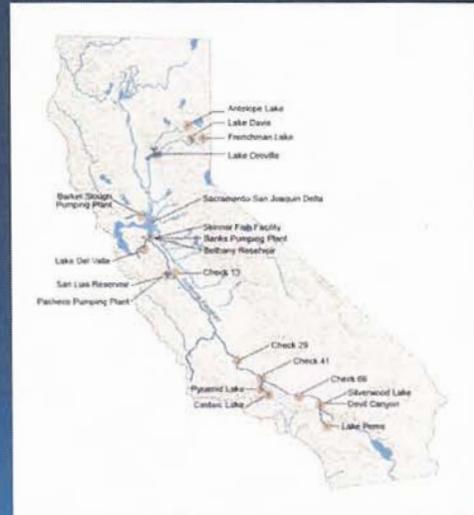 Antelope Lake
Lake Davis
Frenchman Lake
Lake Oroville
Barker Slough
Pumping Plant
Sacramento-San Joaquin Delta
Skinner Fish Facility
Banks Pumping Plant
Bethany Reservoir
Lake Del Valle
Check 13
San Luis Reservoir
Pacheco Pumping Plant
Check 29
Check 41
Check 66
Pyramid Lake
Castaic Lake
Silverwood Lake
Devil Canyon
Lake Perris